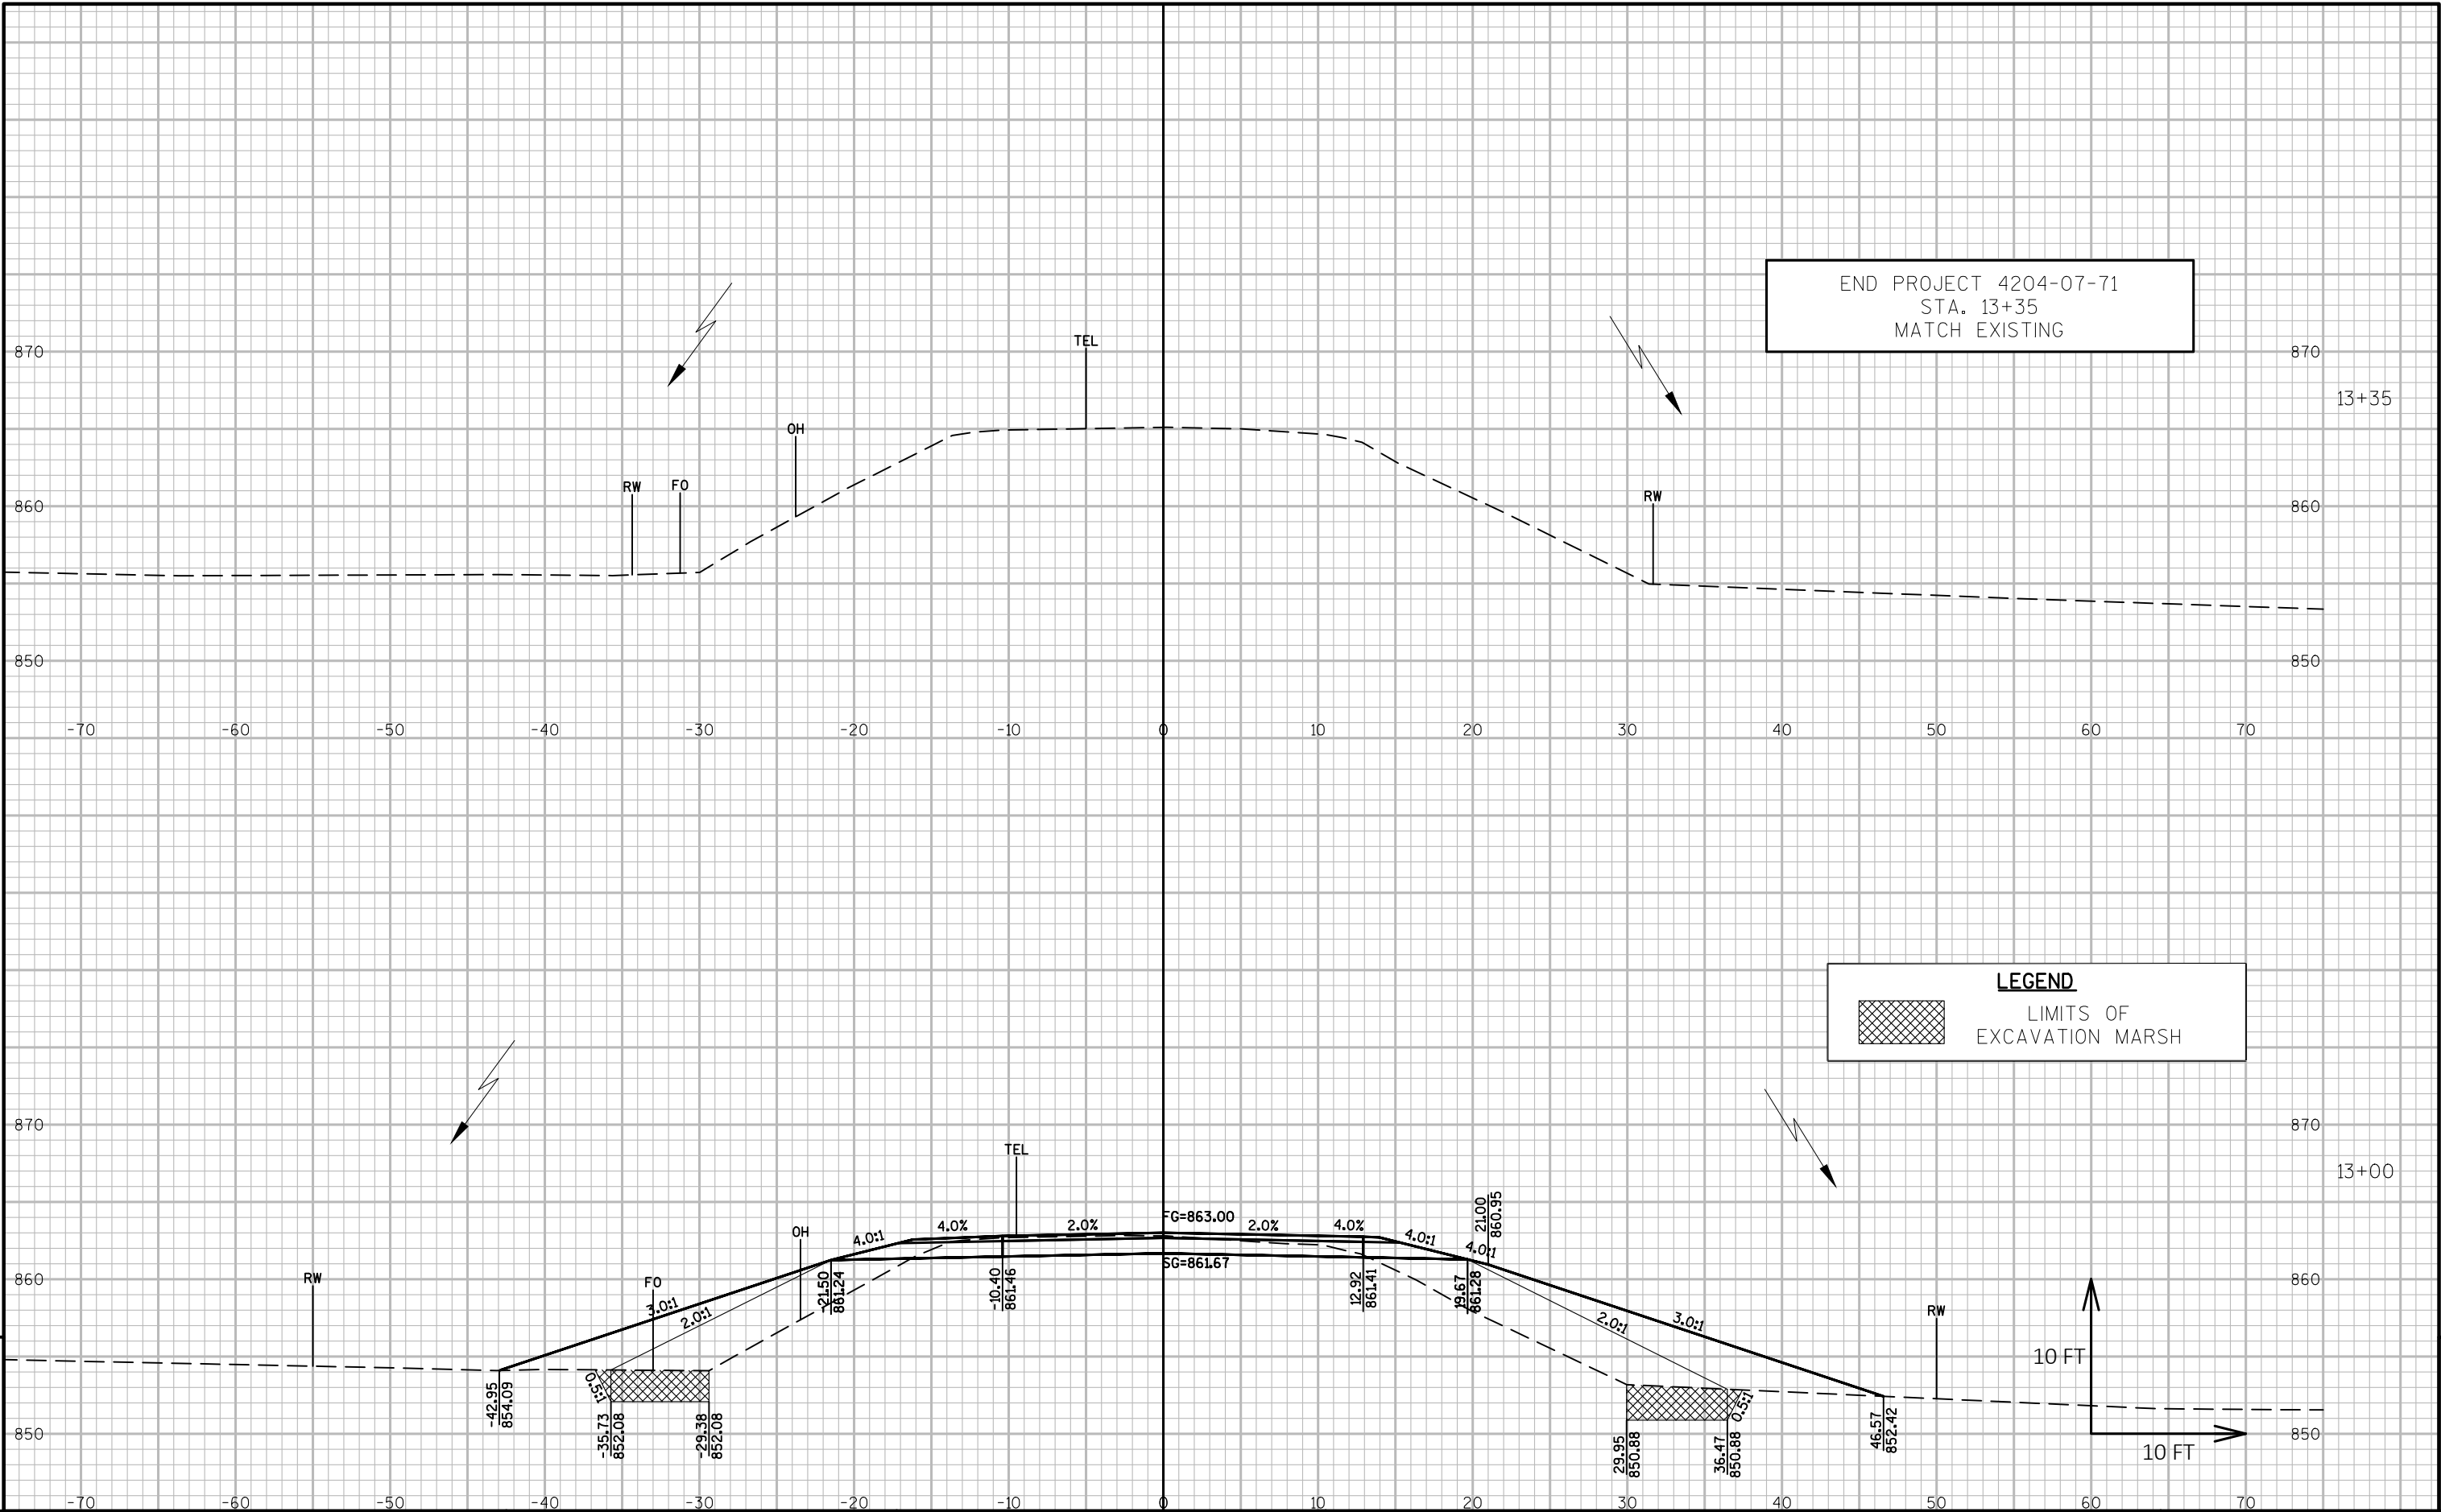 END PROJECT 4204-07-71
STA. 13+35
MATCH EXISTING
TEL
870
870
13+35
OH
RW
FO
RW
860
860
850
850
-70 -60 -50 -40 -30 -20 -10 0 10 20 30 40 50 60 70
LEGEND
LIMITS OF
EXCAVATION MARSH
870
870
13+00
TEL
21.00
860.95
FG=863.00
4.0:1
4.0%
2.0%
2.0%
4.0%
4.0:1
4.0:1
OH
SG=861.67
RW
FO
860
860
-21.50
861.24
-10.40
861.46
12.92
861.41
19.67
861.28
3.0:1
2.0:1
2.0:1
3.0:1
RW
10 FT
10 FT
0.5:1
0.5:1
-42.95
854.09
-35.73
852.08
-29.38
852.08
29.95
850.88
36.47
850.88
46.57
852.42
850
850
-70 -60 -50 -40 -30 -20 -10 0 10 20 30 40 50 60 70